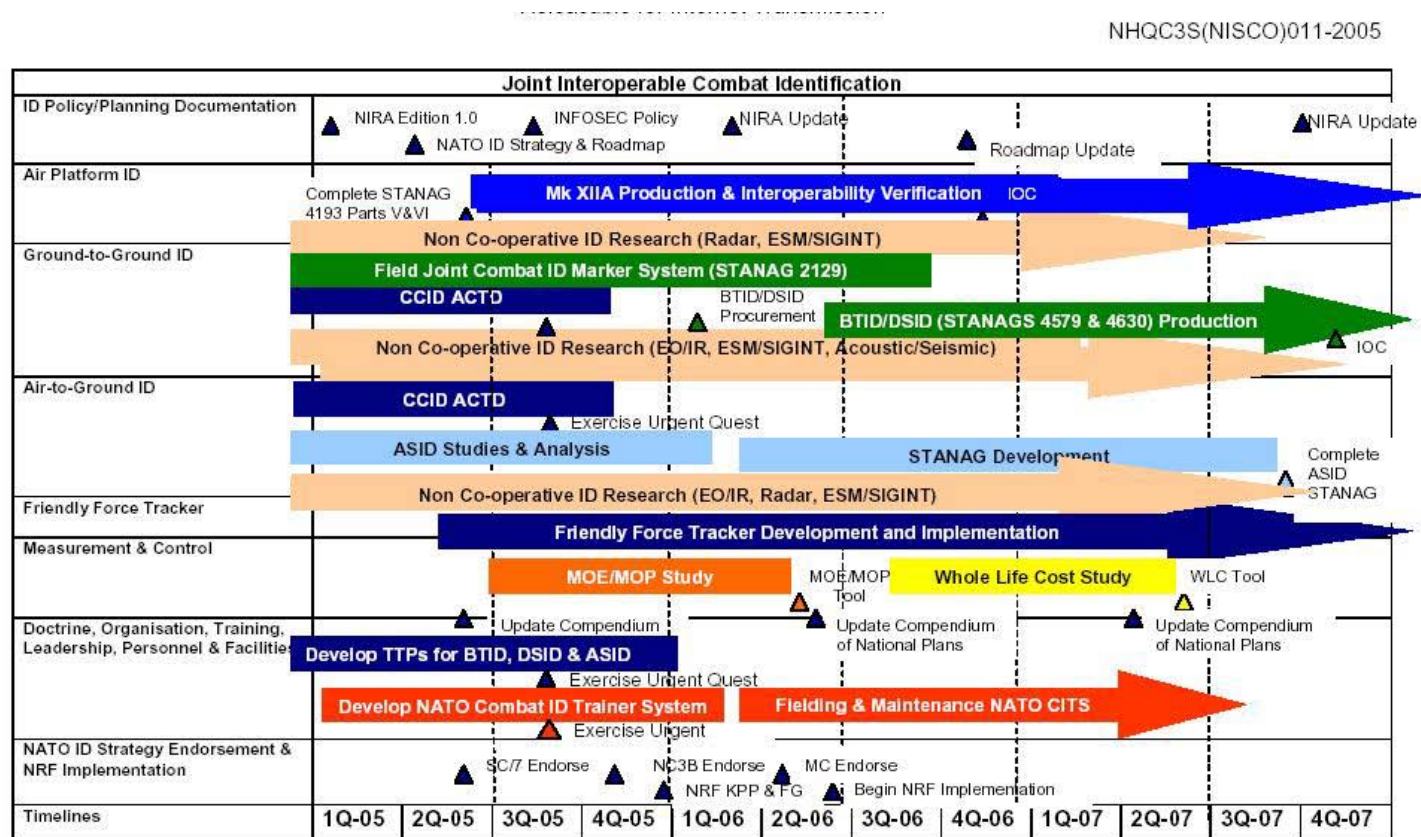 NHQC3S(NISCO)011-2005
Joint Interoperable Combat Identification
ID Policy/Planning Documentation
NIRA Edition 1.0
INFOSEC Policy
NIRA Update
NIRA Update
NATO ID Strategy & Roadmap
Roadmap Update
Air Platform ID
Complete STANAG
4193 Parts V&VI
Mk XIIA Production & Interoperability Verification
IOC
Non Co-operative ID Research (Radar, ESM/SIGINT)
Ground-to-Ground ID
Field Joint Combat ID Marker System (STANAG 2129)
CCID ACTD
BTID/DSID
Procurement
BTID/DSID (STANAGS 4579 & 4630) Production
IOC
Non Co-operative ID Research (EO/IR, ESM/SIGINT, Acoustic/Seismic)
Air-to-Ground ID
CCID ACTD
Exercise Urgent Quest
ASID Studies & Analysis
STANAG Development
Complete
ASID
STANAG
Non Co-operative ID Research (EO/IR, Radar, ESM/SIGINT)
Friendly Force Tracker
Friendly Force Tracker Development and Implementation
Measurement & Control
MOE/MOP Study
MOE/MOP
Tool
Whole Life Cost Study
WLC Tool
Update Compendium
Update Compendium
of National Plans
Update Compendium
of National Plans
Doctrine, Organisation, Training,
Leadership, Personnel & Facilities
Develop TTPs for BTID, DSID & ASID
Exercise Urgent Quest
Develop NATO Combat ID Trainer System
Fielding & Maintenance NATO CITS
Exercise Urgent
NATO ID Strategy Endorsement &
NRF Implementation
SC/7 Endorse
NC3B Endorse
MC Endorse
NRF KPP & FG
Begin NRF Implementation
Timelines
1Q-05
2Q-05
3Q-05
4Q-05
1Q-06
2Q-06
3Q-06
4Q-06
1Q-07
2Q-07
3Q-07
4Q-07